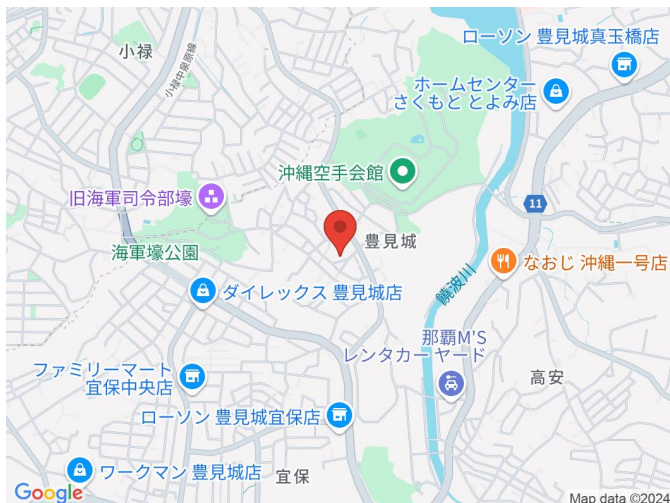 小禄
小禄中泉原線
ローソン 豊見城真玉橋店
ホームセンター
さくもと とよみ店
沖縄空手会館
旧海軍司令部壕
11
豊見城
海軍壕公園
なおじ 沖縄一号店
ダイレックス 豊見城店
饒波川
那覇M'S
レンタカー ヤード
ファミリーマート
宜保中央店
高安
ローソン 豊見城宜保店
ワークマン 豊見城店
宜保
Google
Map data ©2024